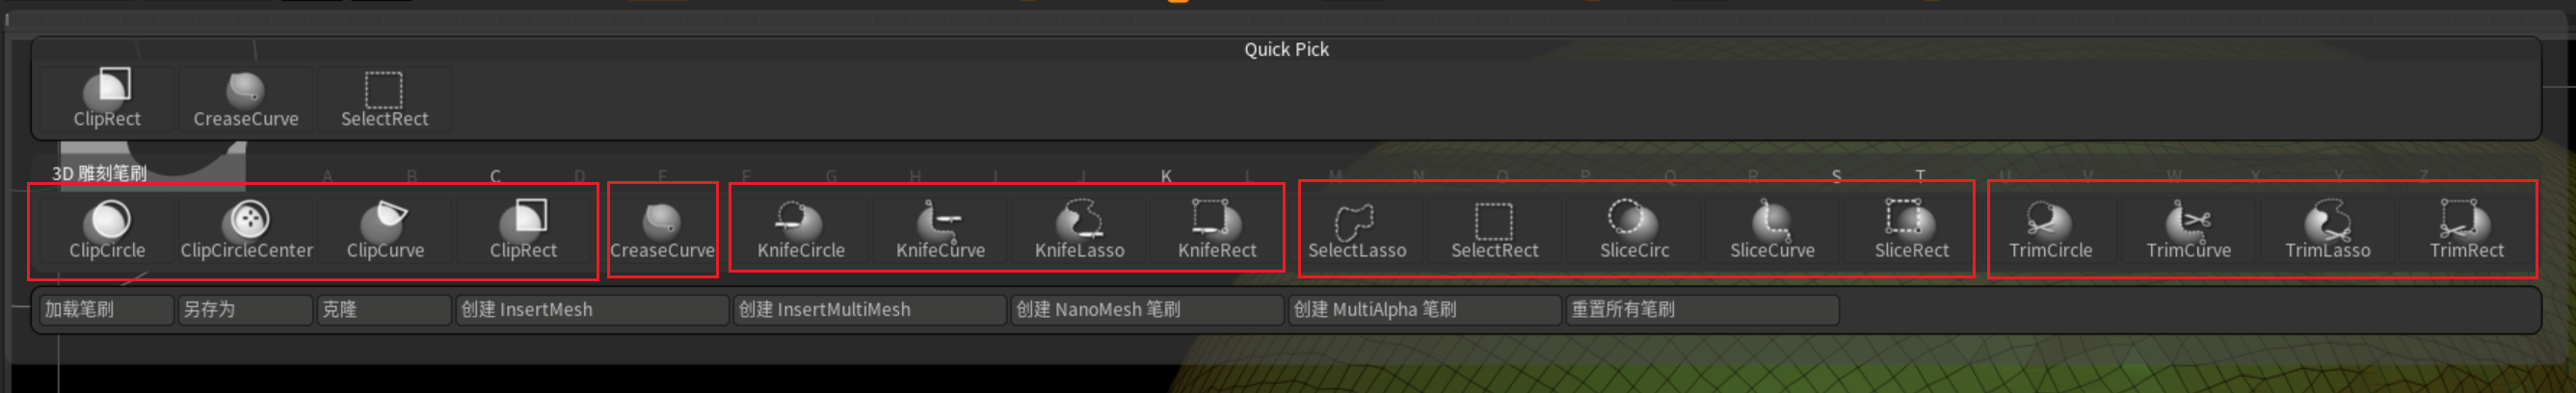 Quick Pick
ClipRect CreaseCurve SelectRect
3D 雕刻笔刷 A B C D E F G H I J K L M N O P Q R S T U V W X Y Z
ClipCircle ClipCircleCenter ClipCurve ClipRect CreaseCurve KnifeCircle KnifeCurve KnifeLasso KnifeRect SelectLasso SelectRect SliceCirc SliceCurve SliceRect TrimCircle TrimCurve TrimLasso TrimRect
加载笔刷 另存为 克隆 创建 InsertMesh 创建 InsertMultiMesh 创建 NanoMesh 笔刷 创建 MultiAlpha 笔刷 重置所有笔刷